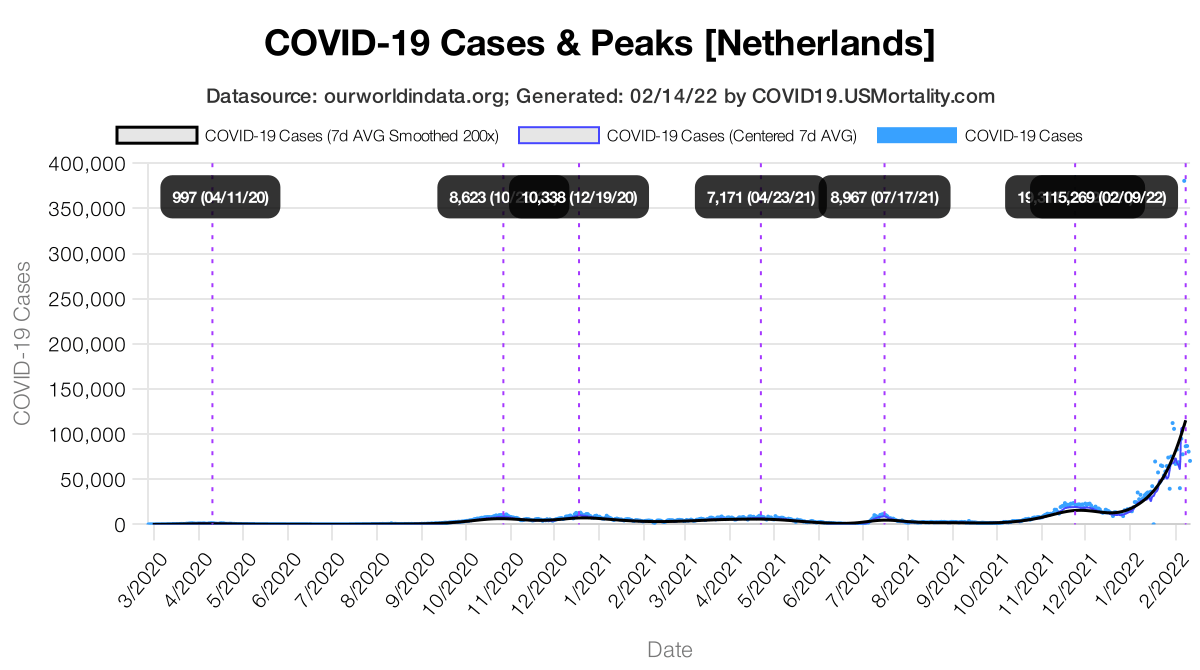 COVID-19 Cases & Peaks [Netherlands]
Datasource: ourworldindata.org; Generated: 02/14/22 by COVID19.USMortality.com
COVID-19 Cases (7d AVG Smoothed 200x) COVID-19 Cases (Centered 7d AVG) COVID-19 Cases
400,000
350,000
300,000
250,000
200,000
150,000
100,000
50,000
0
COVID-19 Cases
997 (04/11/20) 8,623 (10/ 10,338 (12/19/20) 7,171 (04/23/21) 8,967 (07/17/21) 115,269 (02/09/22)
3/2020 4/2020 5/2020 6/2020 7/2020 8/2020 9/2020 10/2020 11/2020 12/2020 1/2021 2/2021 3/2021 4/2021 5/2021 6/2021 7/2021 8/2021 9/2021 10/2021 11/2021 12/2021 1/2022 2/2022
Date